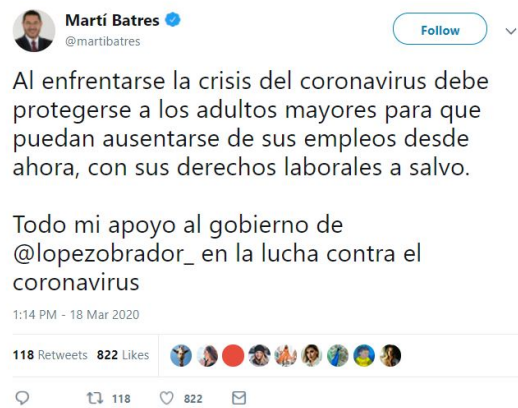 Martí Batres
@martibatres
Follow
Al enfrentarse la crisis del coronavirus debe
protegerse a los adultos mayores para que
puedan ausentarse de sus empleos desde
ahora, con sus derechos laborales a salvo.
Todo mi apoyo al gobierno de
@lopezobrador_ en la lucha contra el
coronavirus
1:14 PM - 18 Mar 2020
118 Retweets 822 Likes
118 822